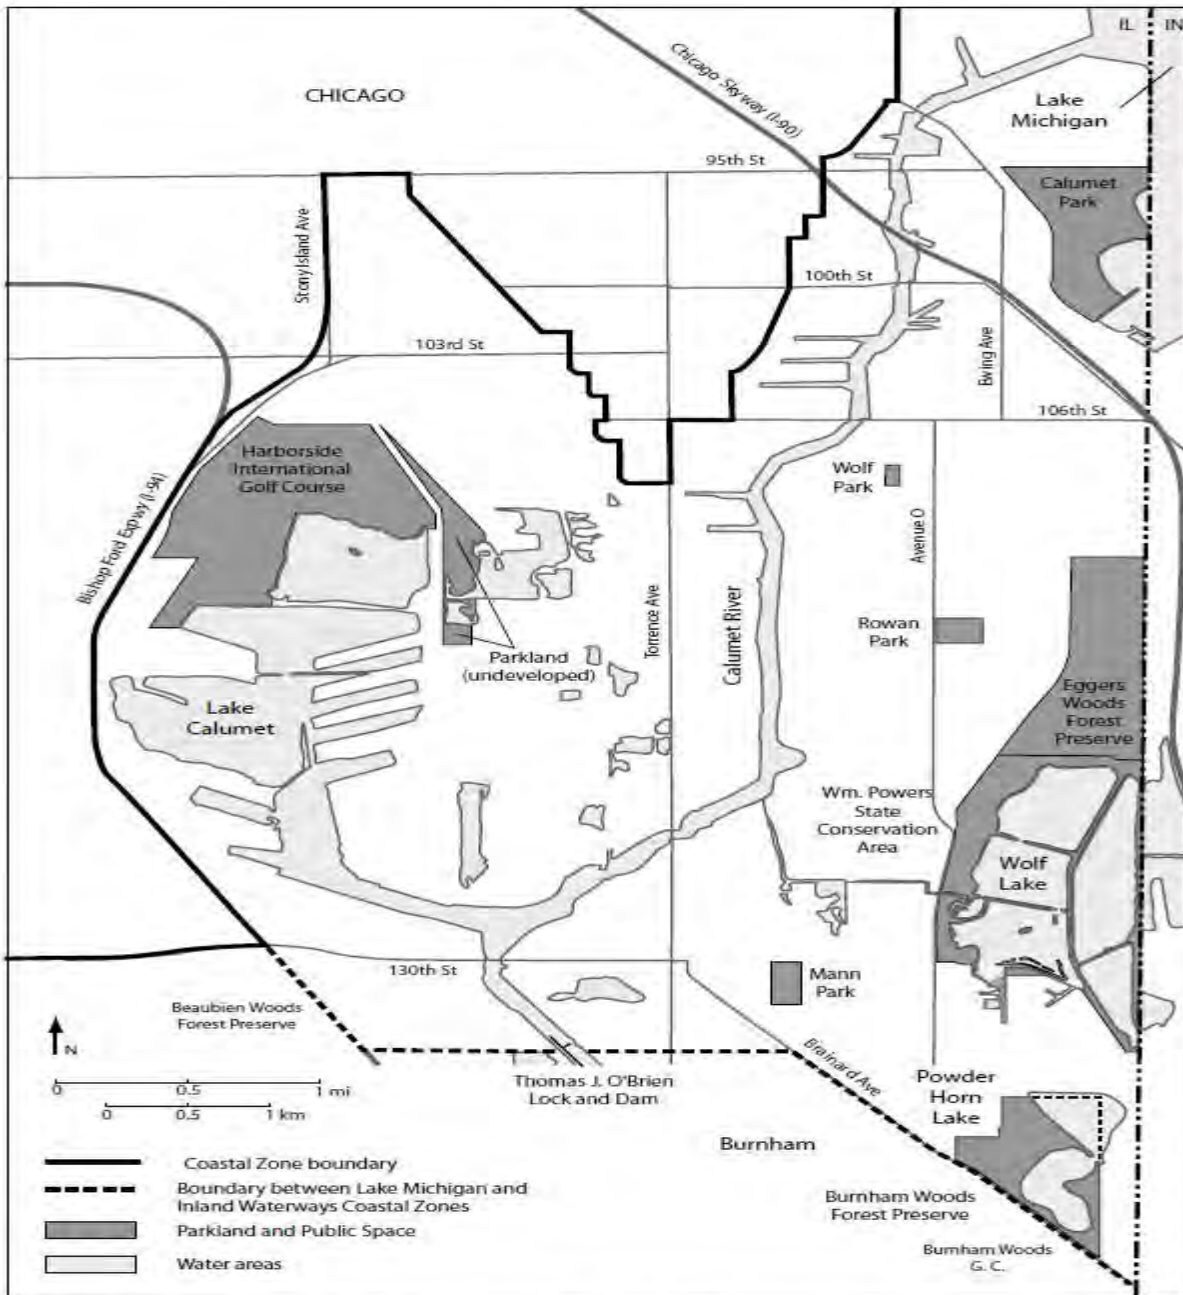 IL
IN
Chicago Skyway (I-90)
CHICAGO
Lake
Michigan
95th St
Calumet
Park
Stony Island Ave
100th St
103rd St
Ewing Ave
106th St
Harborside
International
Golf Course
Wolf
Park
Bishop Ford Expwy (I-94)
Avenue O
Torrence Ave
Calumet River
Rowan
Park
Parkland
(undeveloped)
Eggers
Woods
Forest
Preserve
Lake
Calumet
Wm. Powers
State
Conservation
Area
Wolf
Lake
130th St
Mann
Park
Beaubien Woods
Forest Preserve
N
Brainard Ave
Thomas J. O'Brien
Lock and Dam
Powder
Horn
Lake
0 0.5 1 mi
0 0.5 1 km
Burnham
Coastal Zone boundary
Boundary between Lake Michigan and
Inland Waterways Coastal Zones
Parkland and Public Space
Water areas
Burnham Woods
Forest Preserve
Burnham Woods
G. C.